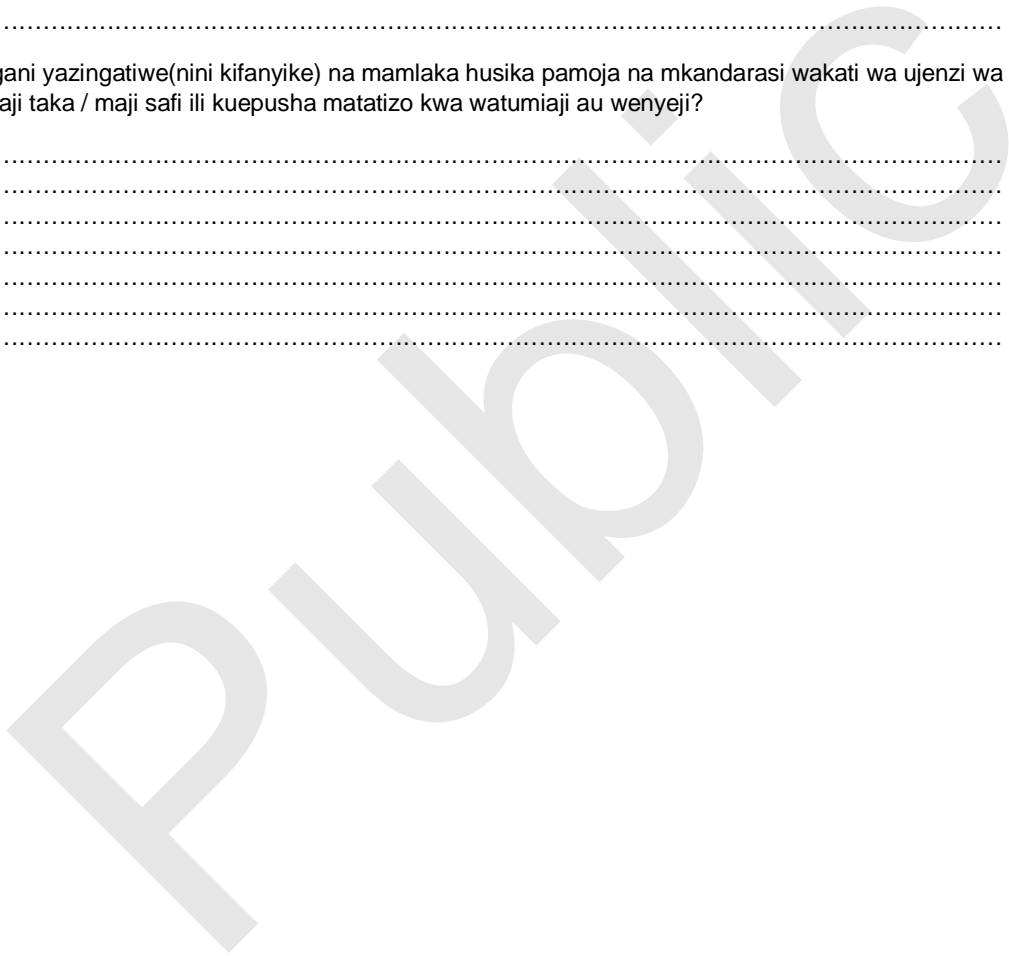 ……………………………………………………………………………………………………………
gani yazingatiwe(nini kifanyike) na mamlaka husika pamoja na mkandarasi wakati wa ujenzi wa
aji taka / maji safi ili kuepusha matatizo kwa watumiaji au wenyeji?
……………………………………………………………………………………………………………
……………………………………………………………………………………………………………
……………………………………………………………………………………………………………
……………………………………………………………………………………………………………
……………………………………………………………………………………………………………
……………………………………………………………………………………………………………
……………………………………………………………………………………………………………
Public